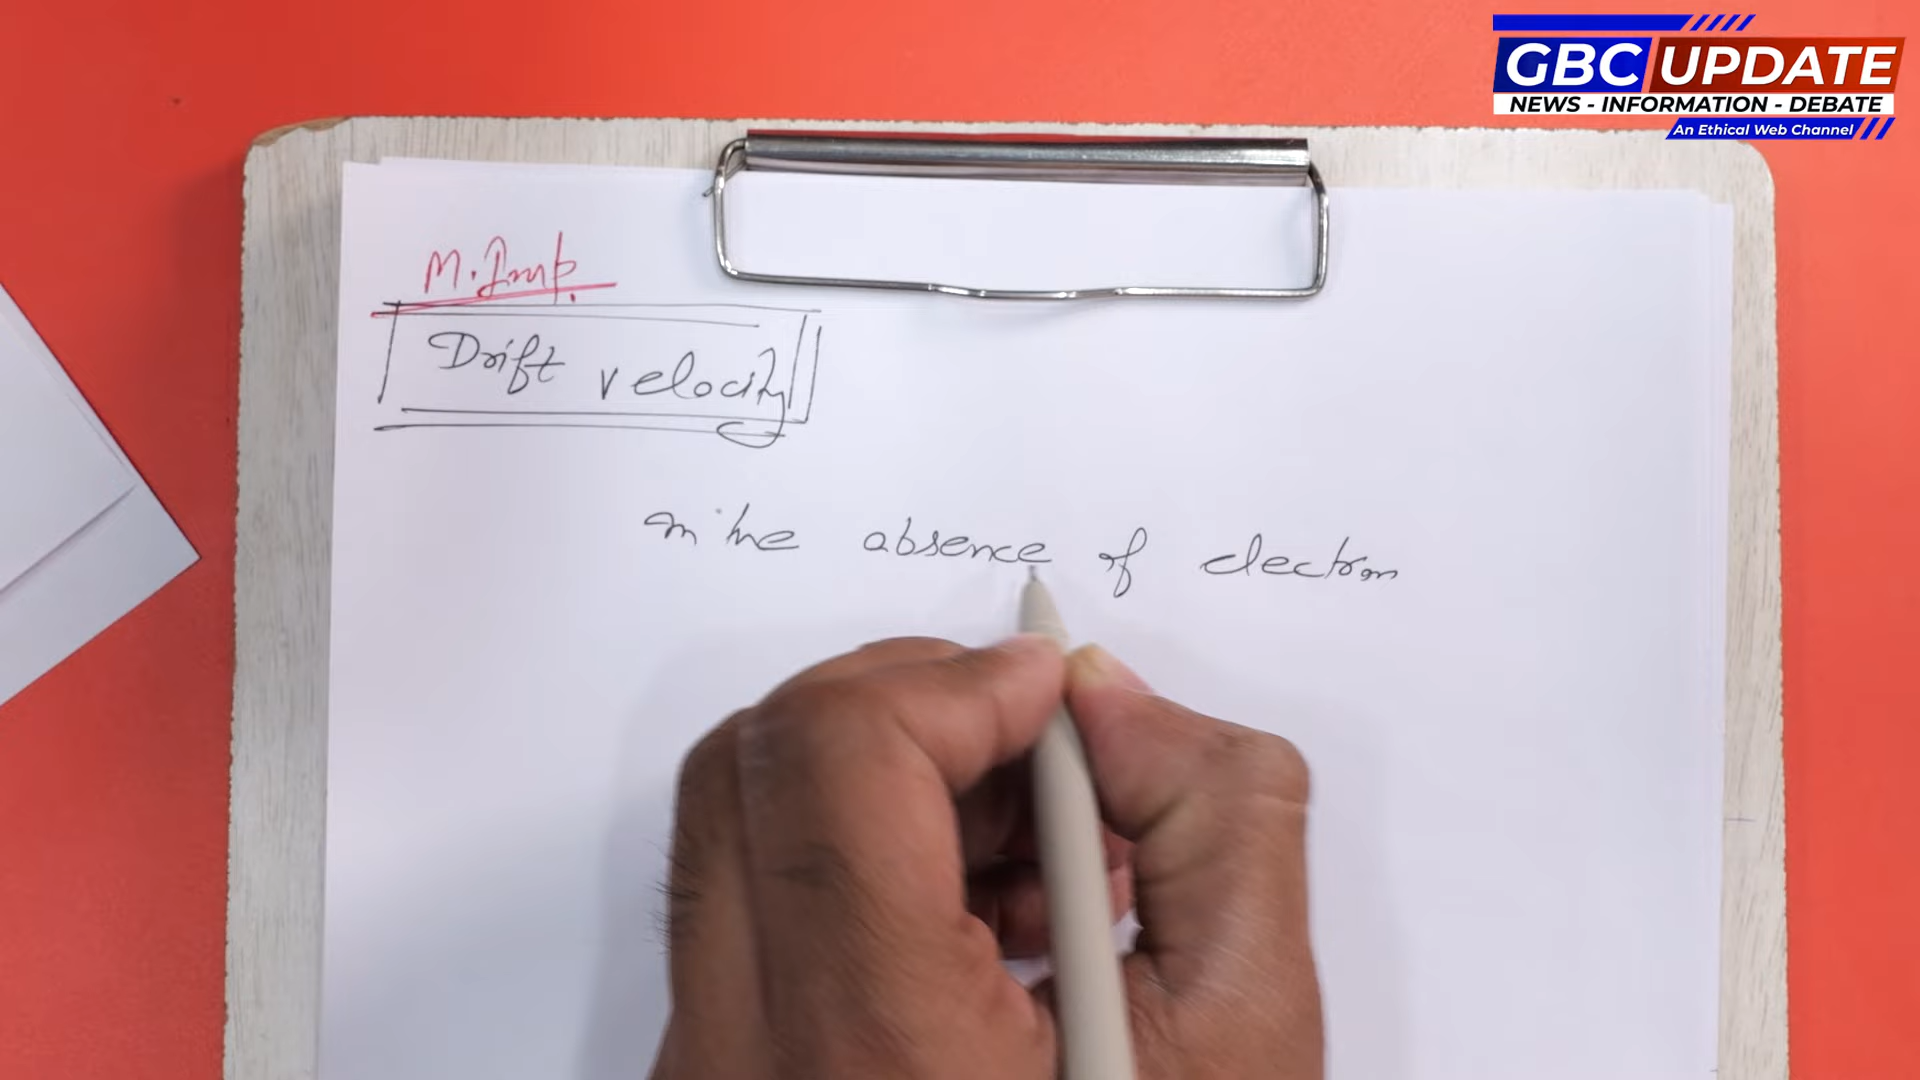 GBC UPDATE
NEWS - INFORMATION - DEBATE
An Ethical Web Channel
M. Imp.
Drift velocity
In the absence of electron